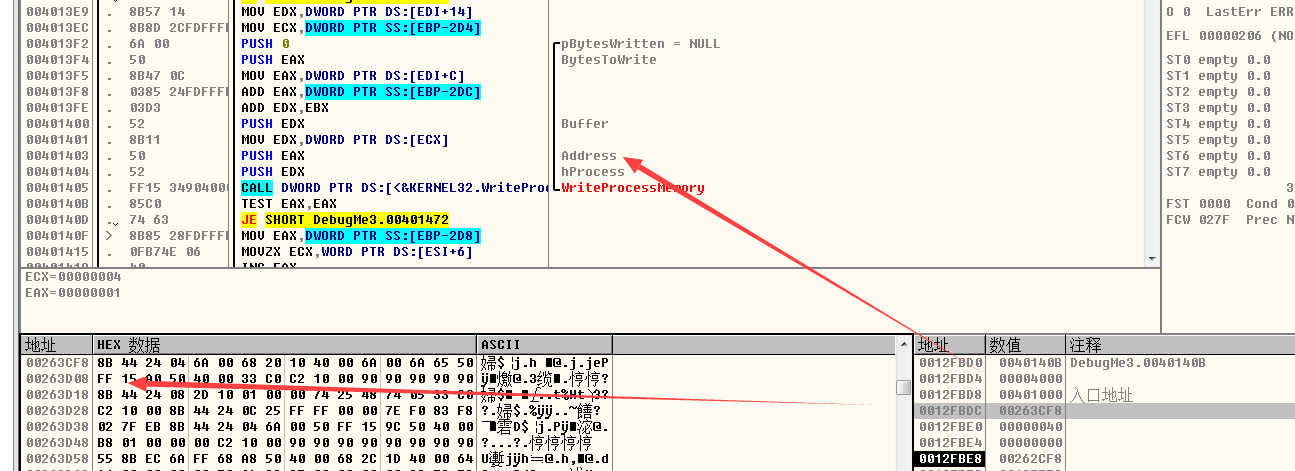 004013E9 . 8B57 14 MOV EDX,DWORD PTR DS:[EDI+14]
004013EC . 8B8D 2CFDFFFI MOV ECX,DWORD PTR SS:[EBP-2D4]
004013F2 . 6A 00 PUSH 0 pBytesWritten = NULL
004013F4 . 50 PUSH EAX BytesToWrite
004013F5 . 8B47 0C MOV EAX,DWORD PTR DS:[EDI+C]
004013F8 . 0385 24FDFFFI ADD EAX,DWORD PTR SS:[EBP-2DC]
004013FE . 03D3 ADD EDX,EBX
00401400 . 52 PUSH EDX Buffer
00401401 . 8B11 MOV EDX,DWORD PTR DS:[ECX]
00401403 . 50 PUSH EAX Address
00401404 . 52 PUSH EDX hProcess
00401405 . FF15 34904000 CALL DWORD PTR DS:[<&KERNEL32.WriteProc WriteProcessMemory
0040140B . 85C0 TEST EAX,EAX
0040140D . 74 63 JE SHORT DebugMe3.00401472
0040140F > 8B85 28FDFFFI MOV EAX,DWORD PTR SS:[EBP-2D8]
00401415 . 0FB74E 06 MOVZX ECX,WORD PTR DS:[ESI+6]
O 0 LastErr ERR
EFL 00000206 (NO
ST0 empty 0.0
ST1 empty 0.0
ST2 empty 0.0
ST3 empty 0.0
ST4 empty 0.0
ST5 empty 0.0
ST6 empty 0.0
ST7 empty 0.0
3
FST 0000 Cond 0
FCW 027F Prec N
ECX=00000004
EAX=00000001
地址 HEX 数据 ASCII
00263CF8 8B 44 24 04 6A 00 68 20 10 40 00 6A 00 6A 65 50
00263D08 FF 15 A0 50 40 00 33 C0 C2 10 00 90 90 90 90 90
00263D18 8B 44 24 08 2D 10 01 00 00 74 25 48 74 05 33 C0
00263D28 C2 10 00 8B 44 24 0C 25 FF FF 00 00 7E F0 83 F8
00263D38 02 7F EB 8B 44 24 04 6A 00 50 FF 15 9C 50 40 00
00263D48 B8 01 00 00 00 C2 10 00 90 90 90 90 90 90 90 90
00263D58 55 8B EC 6A FF 68 A8 50 40 00 68 2C 1D 40 00 64
地址 数值 注释
0012FBD0 0040140B DebugMe3.0040140B
0012FBD4 00004000
0012FBD8 00401000 入口地址
0012FBDC 00263CF8
0012FBE0 00000040
0012FBE4 00000000
0012FBE8 00262CF8